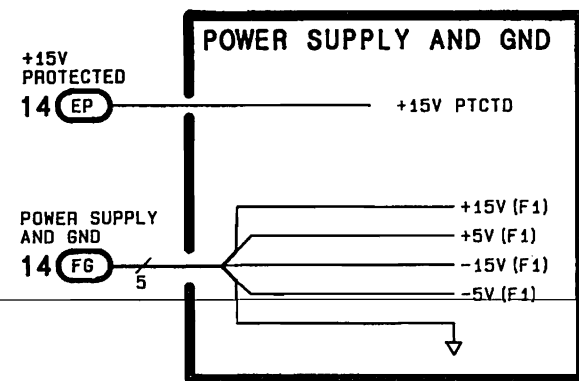 POWER SUPPLY AND GND
+15V
PROTECTED
14 EP
+15V PTCTD
POWER SUPPLY
AND GND
14 FG
5
+15V (F1)
+5V (F1)
-15V (F1)
-5V (F1)